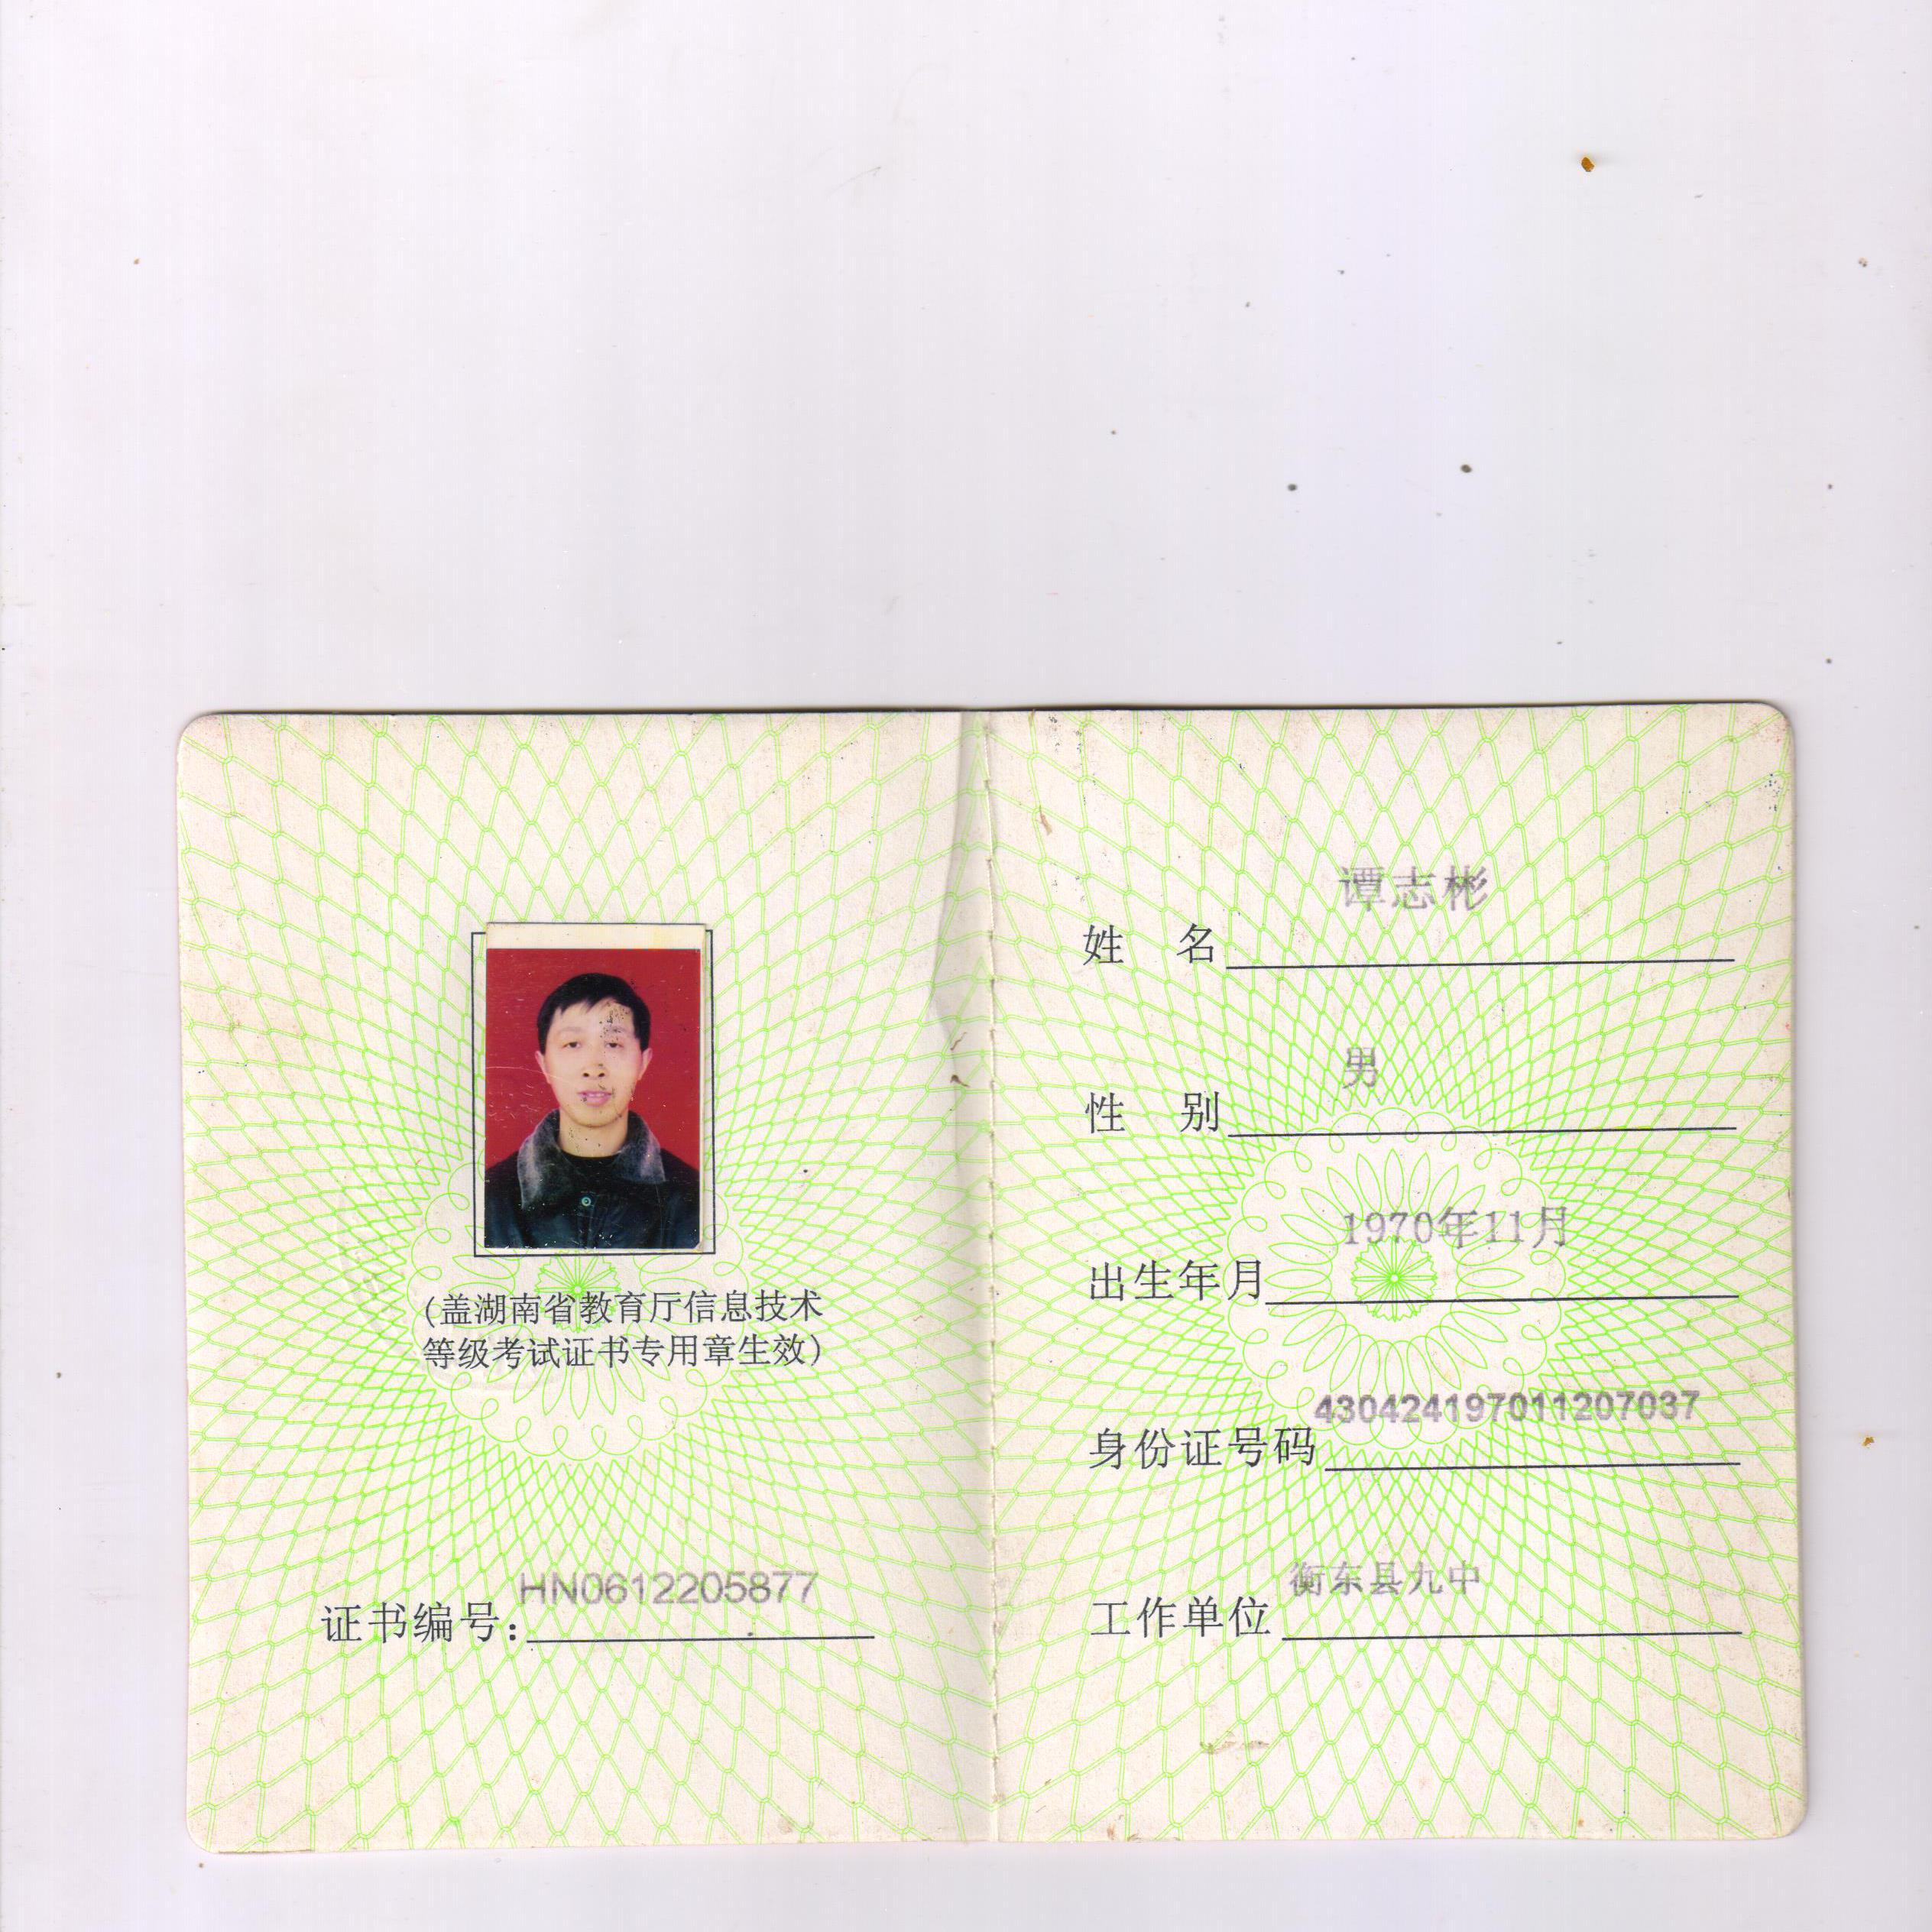 (盖湖南省教育厅信息技术
等级考试证书专用章生效)
证书编号:HN0612205877
姓 名 谭志彬
性 别 男
出生年月 1970年11月
身份证号码 430424197011207037
工作单位 衡东县九中